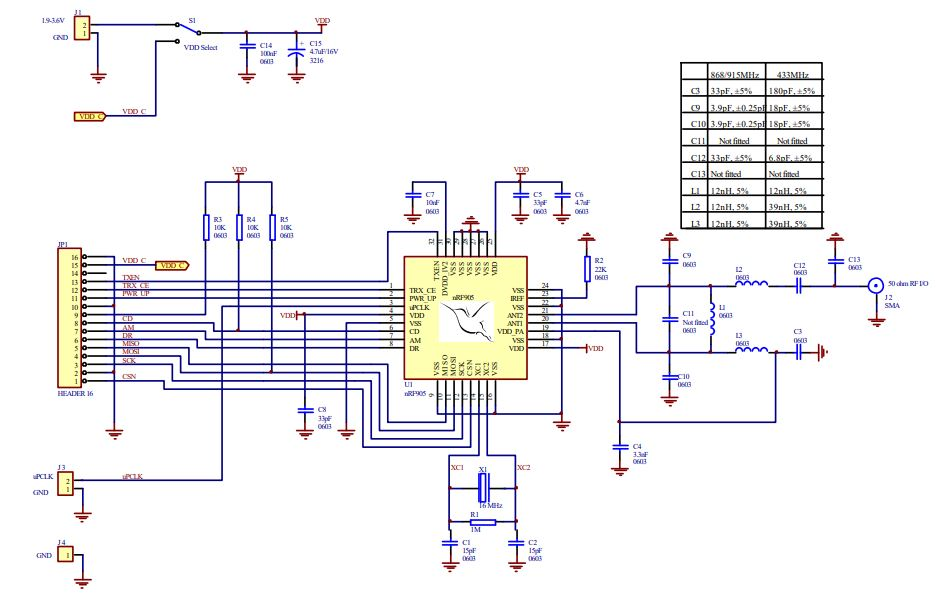 J1
1.9-3.6V
2
1
GND
S1
VDD Select
VDD
C14
100nF
0603
+
C15
4.7uF/16V
3216
VDD_C
VDD_C
868/915MHz 433MHz
C3 33pF, ±5% 180pF, ±5%
C9 3.9pF, ±0.25pF 18pF, ±5%
C10 3.9pF, ±0.25pF 18pF, ±5%
C11 Not fitted Not fitted
C12 33pF, ±5% 6.8pF, ±5%
C13 Not fitted Not fitted
L1 12nH, 5% 12nH, 5%
L2 12nH, 5% 39nH, 5%
L3 12nH, 5% 39nH, 5%
VDD
R3
10K
0603
R4
10K
0603
R5
10K
0603
C7
10nF
0603
VDD
C5
33pF
0603
C6
4.7nF
0603
JP1
16
15
14
13
12
11
10
9
8
7
6
5
4
3
2
1
HEADER 16
VDD_C
VDD_C
TXEN
TRX_CE
PWR_UP
CD
AM
DR
MISO
MOSI
SCK
CSN
VDD
C8
33pF
0603
32
31
30
29
28
27
26
25
TXEN
DVDD_1V2
VSS
VSS
VSS
VSS
VSS
VDD
1 TRX_CE
2 PWR_UP
3 uPCLK
4 VDD
5 VSS
6 CD
7 AM
8 DR
nRF905
VSS 24
IREF 23
VSS 22
ANT2 21
ANT1 20
VDD_PA 19
VSS 18
VDD 17
VSS
MISO
MOSI
SCK
CSN
XC1
XC2
VSS
9
10
11
12
13
14
15
16
U1
nRF905
R2
22K
0603
VDD
C9
0603
C11
Not fitted
0603
C10
0603
L1
0603
L2
0603
L3
0603
C12
0603
C3
0603
C13
0603
50 ohm RF I/O
J2
SMA
C4
3.3nF
0603
J3
uPCLK
2
1
GND
uPCLK
J4
GND
1
XC1
XC2
X1
16 MHz
R1
1M
C1
15pF
0603
C2
15pF
0603